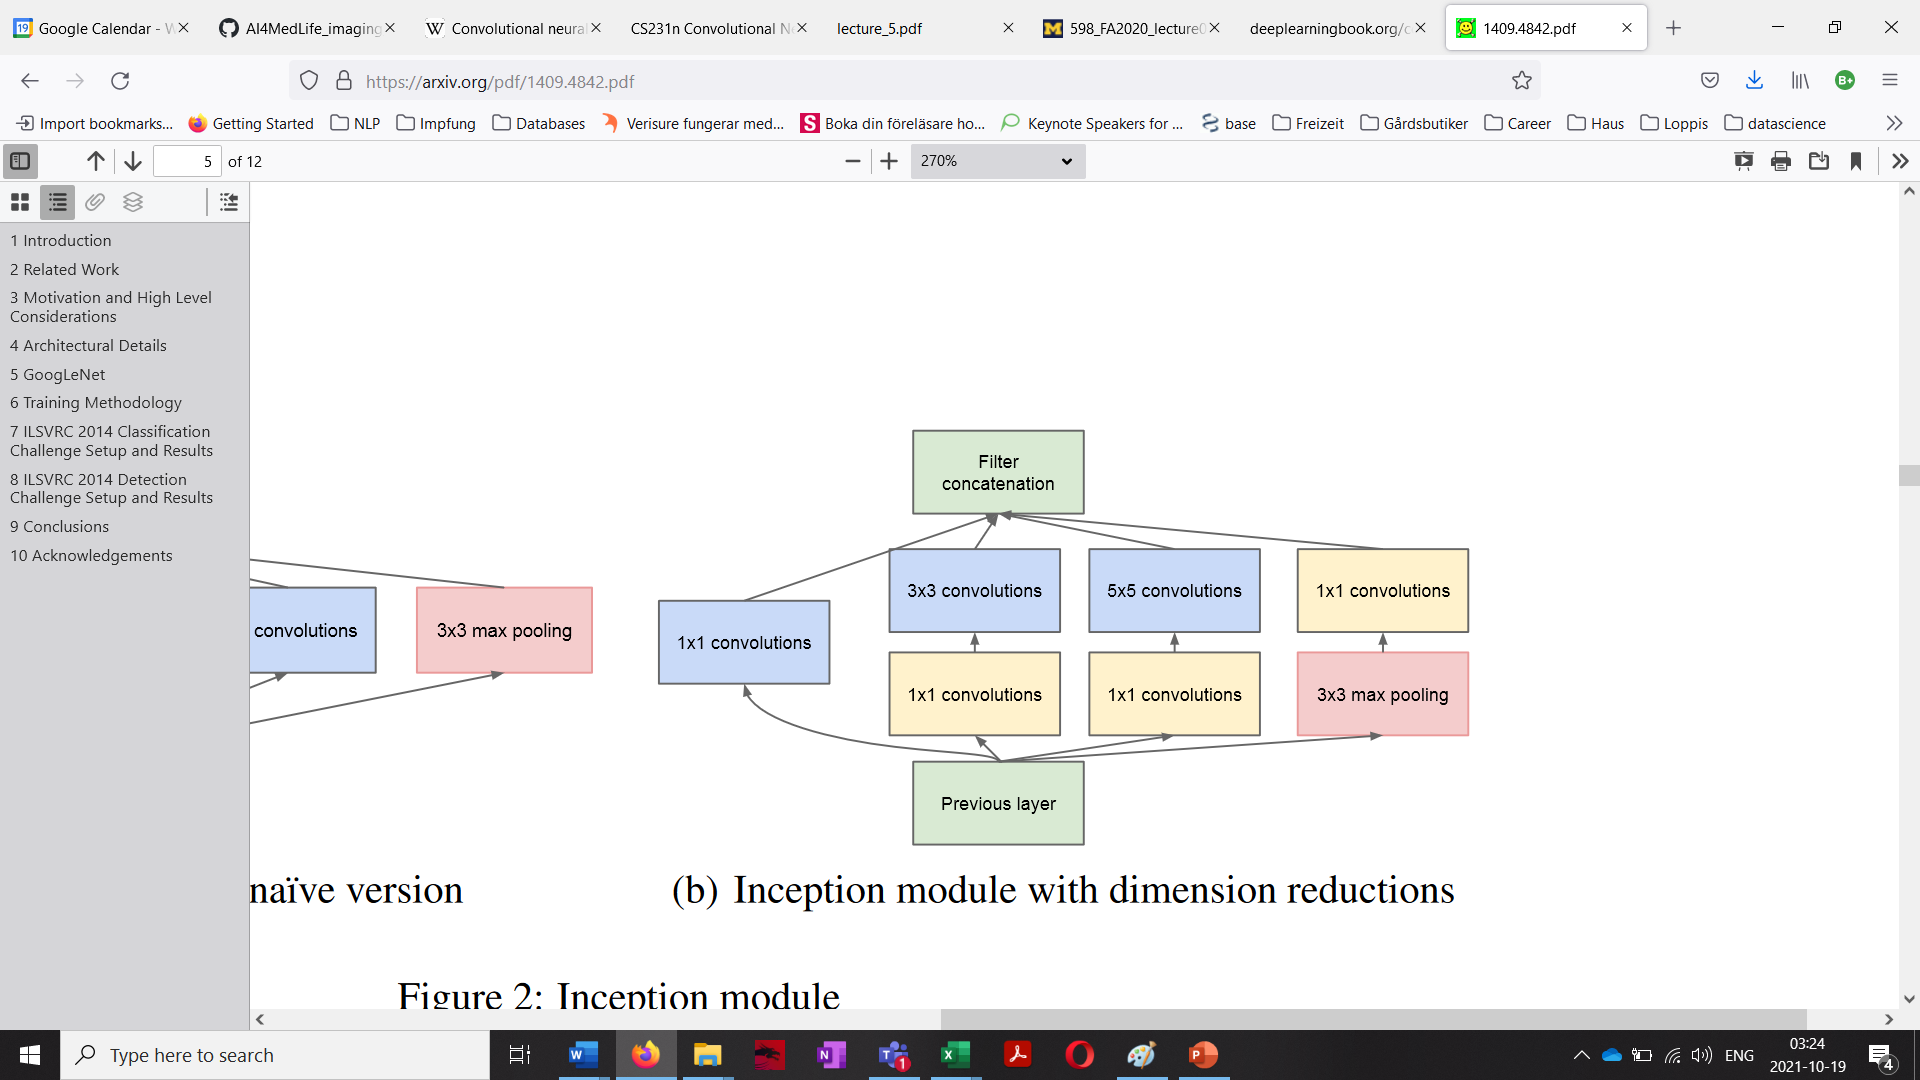 19 Google Calendar - W
AI4MedLife_imaging
W Convolutional neural
CS231n Convolutional Ne
lecture_5.pdf
M 598_FA2020_lecture0
deeplearningbook.org/c
1409.4842.pdf
https://arxiv.org/pdf/1409.4842.pdf
B+
Import bookmarks...
Getting Started
NLP
Impfung
Databases
Verisure fungerar med...
S Boka din föreläsare ho...
Keynote Speakers for ...
base
Freizeit
Gårdsbutiker
Career
Haus
Loppis
datascience
5 of 12
270%
1 Introduction
2 Related Work
3 Motivation and High Level
Considerations
4 Architectural Details
5 GoogLeNet
6 Training Methodology
7 ILSVRC 2014 Classification
Challenge Setup and Results
8 ILSVRC 2014 Detection
Challenge Setup and Results
9 Conclusions
10 Acknowledgements
convolutions
3x3 max pooling
Filter
concatenation
1x1 convolutions
3x3 convolutions
5x5 convolutions
1x1 convolutions
1x1 convolutions
1x1 convolutions
3x3 max pooling
Previous layer
naïve version
(b) Inception module with dimension reductions
Figure 2: Inception module
Type here to search
W
N
T
1
X
P
ENG
03:24
2021-10-19
4